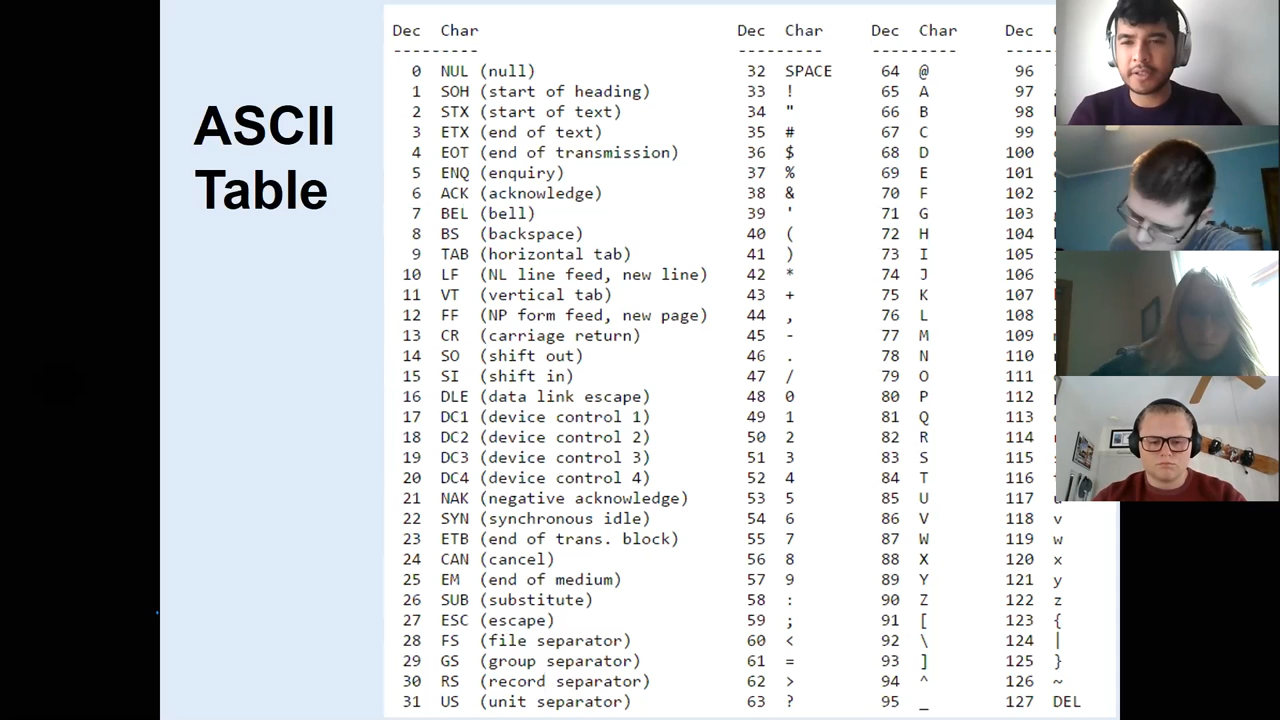 ASCII
Table
Dec Char Dec Char Dec Char Dec
--------- --------- ---------
0 NUL (null) 32 SPACE 64 @ 96
1 SOH (start of heading) 33 ! 65 A 97
2 STX (start of text) 34 " 66 B 98
3 ETX (end of text) 35 # 67 C 99
4 EOT (end of transmission) 36 $ 68 D 100
5 ENQ (enquiry) 37 % 69 E 101
6 ACK (acknowledge) 38 & 70 F 102
7 BEL (bell) 39 ' 71 G 103
8 BS (backspace) 40 ( 72 H 104
9 TAB (horizontal tab) 41 ) 73 I 105
10 LF (NL line feed, new line) 42 * 74 J 106
11 VT (vertical tab) 43 + 75 K 107
12 FF (NP form feed, new page) 44 , 76 L 108
13 CR (carriage return) 45 - 77 M 109
14 SO (shift out) 46 . 78 N 110
15 SI (shift in) 47 / 79 O 111
16 DLE (data link escape) 48 0 80 P 112
17 DC1 (device control 1) 49 1 81 Q 113
18 DC2 (device control 2) 50 2 82 R 114
19 DC3 (device control 3) 51 3 83 S 115
20 DC4 (device control 4) 52 4 84 T 116
21 NAK (negative acknowledge) 53 5 85 U 117 u
22 SYN (synchronous idle) 54 6 86 V 118 v
23 ETB (end of trans. block) 55 7 87 W 119 w
24 CAN (cancel) 56 8 88 X 120 x
25 EM (end of medium) 57 9 89 Y 121 y
26 SUB (substitute) 58 : 90 Z 122 z
27 ESC (escape) 59 ; 91 [ 123 {
28 FS (file separator) 60 < 92 \ 124 |
29 GS (group separator) 61 = 93 ] 125 }
30 RS (record separator) 62 > 94 ^ 126 ~
31 US (unit separator) 63 ? 95 _ 127 DEL